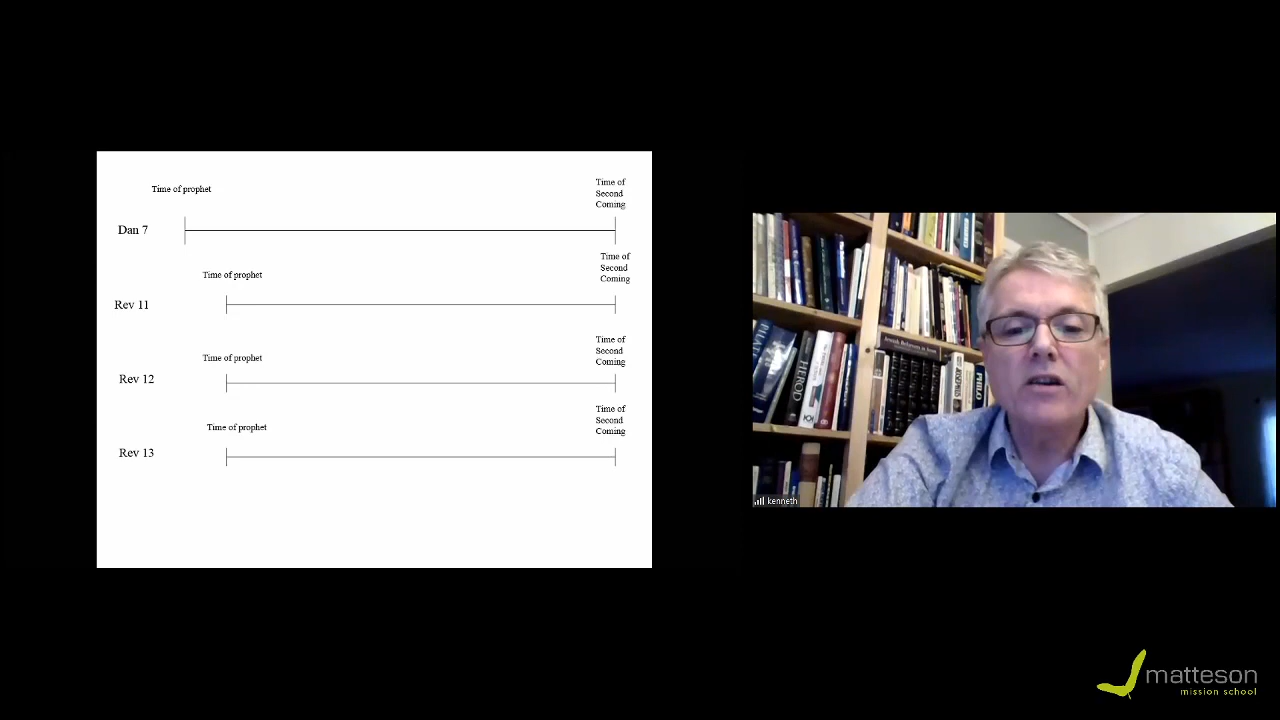 Time of prophet
Time of
Second
Coming
Dan 7
Time of prophet
Time of
Second
Coming
Rev 11
Time of prophet
Time of
Second
Coming
Rev 12
Time of prophet
Time of
Second
Coming
Rev 13
PILATE
HEROD
JOSEPHUS
PHILO
kenneth
matteson
mission school